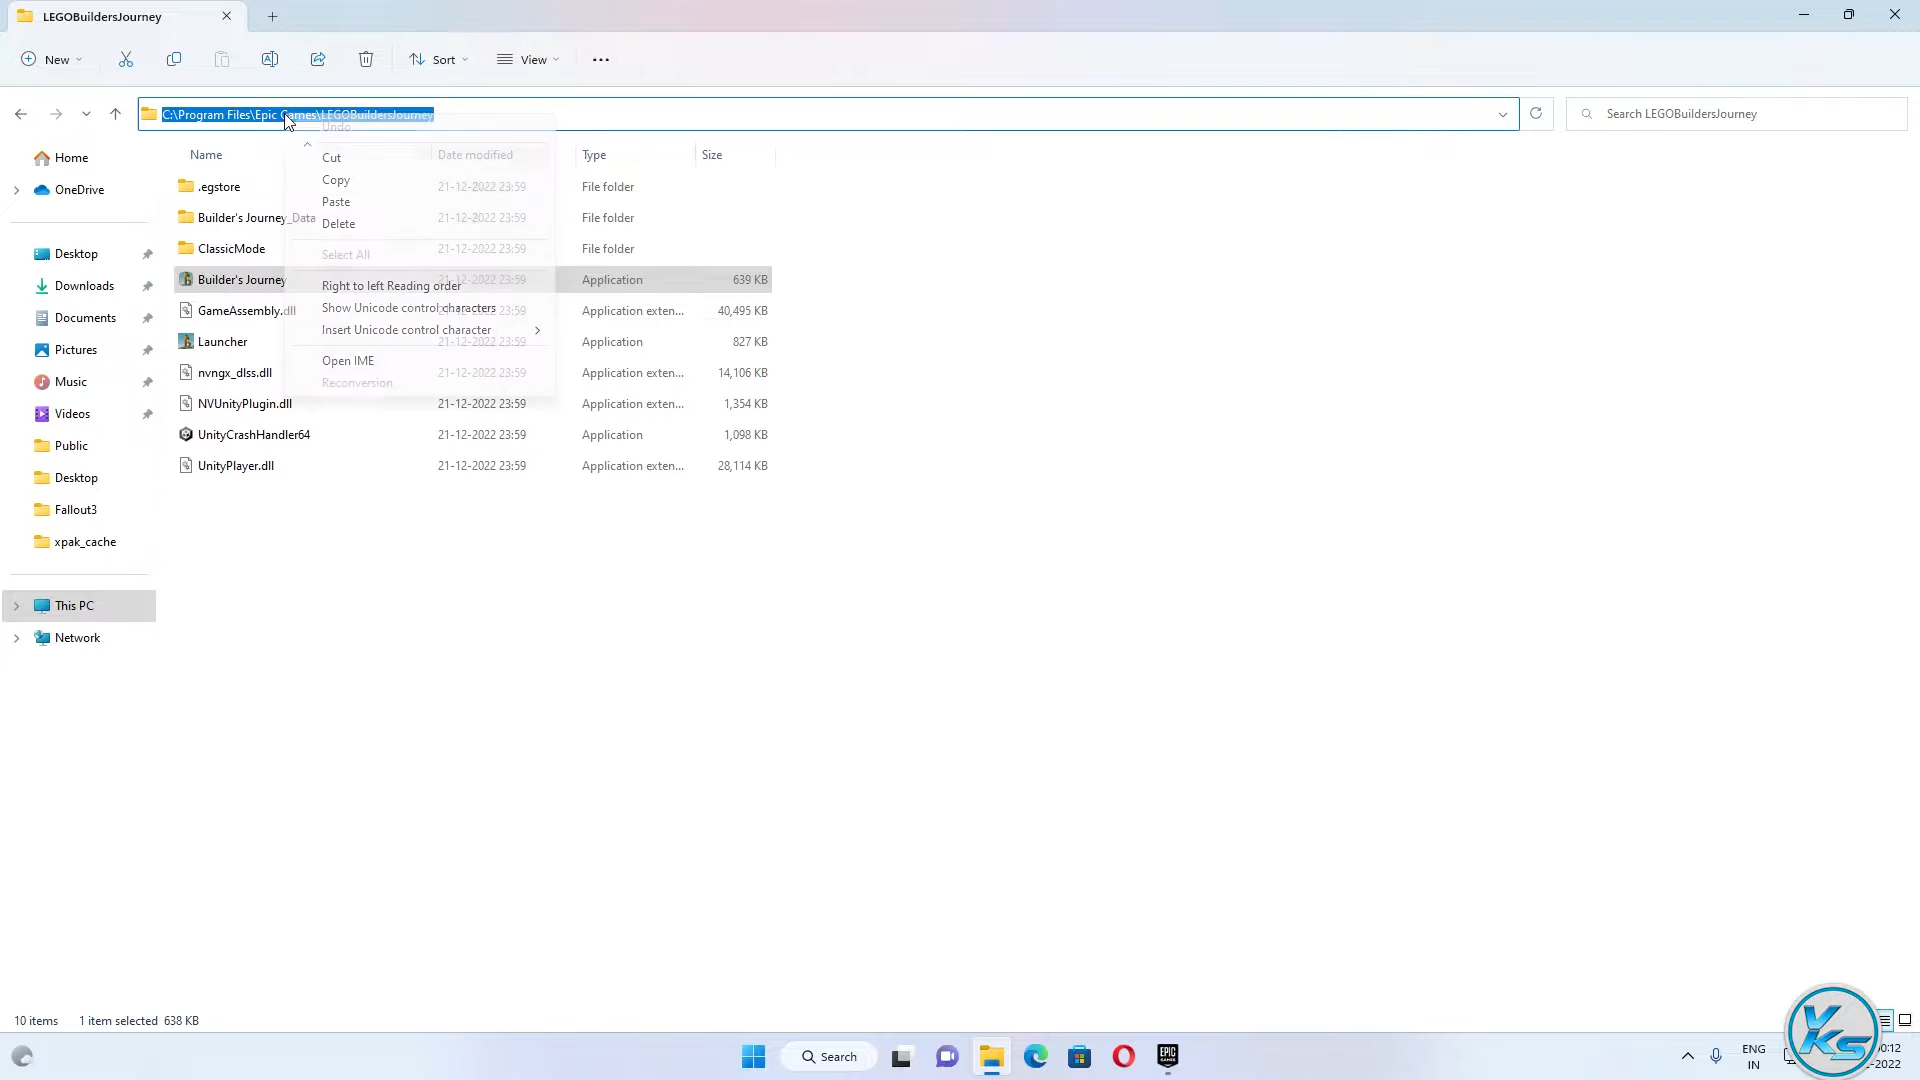 LEGOBuildersJourney
New
Sort
View
C:\Program Files\Epic Games\LEGOBuildersJourney
Search LEGOBuildersJourney
Undo
Cut
Copy
Paste
Delete
Select All
Right to left Reading order
Show Unicode control characters
Insert Unicode control character
Open IME
Reconversion
Home
OneDrive
Desktop
Downloads
Documents
Pictures
Music
Videos
Public
Desktop
Fallout3
xpak_cache
This PC
Network
Name Date modified Type Size
.egstore 21-12-2022 23:59 File folder
Builder's Journey_Data 21-12-2022 23:59 File folder
ClassicMode 21-12-2022 23:59 File folder
Builder's Journey 21-12-2022 23:59 Application 639 KB
GameAssembly.dll 21-12-2022 23:59 Application exten... 40,495 KB
Launcher 21-12-2022 23:59 Application 827 KB
nvngx_dlss.dll 21-12-2022 23:59 Application exten... 14,106 KB
NVUnityPlugin.dll 21-12-2022 23:59 Application exten... 1,354 KB
UnityCrashHandler64 21-12-2022 23:59 Application 1,098 KB
UnityPlayer.dll 21-12-2022 23:59 Application exten... 28,114 KB
10 items 1 item selected 638 KB
Search
EPIC
GAMES
ENG
IN
YKS
0:12
-2022